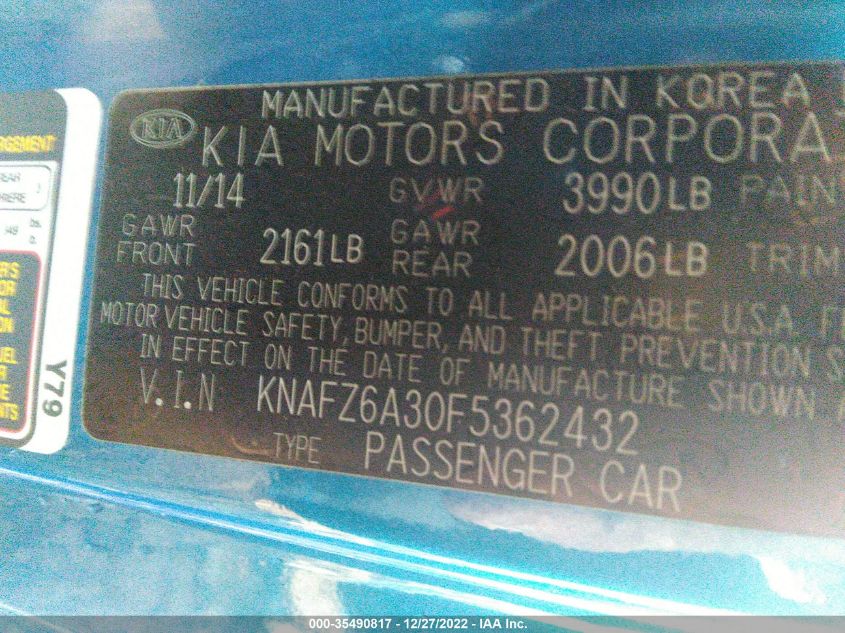 MANUFACTURED IN KOREA
KIA
KIA MOTORS CORPORA
11/14 GVWR 3990LB PAIN
GAWR FRONT 2161LB GAWR REAR 2006LB TRIM
THIS VEHICLE CONFORMS TO ALL APPLICABLE U.S.A. F
MOTOR VEHICLE SAFETY, BUMPER, AND THEFT PREVENTION S
IN EFFECT ON THE DATE OF MANUFACTURE SHOWN A
V.I.N KNAFZ6A30F5362432
TYPE PASSENGER CAR
Y79
000-35490817 - 12/27/2022 - IAA Inc.